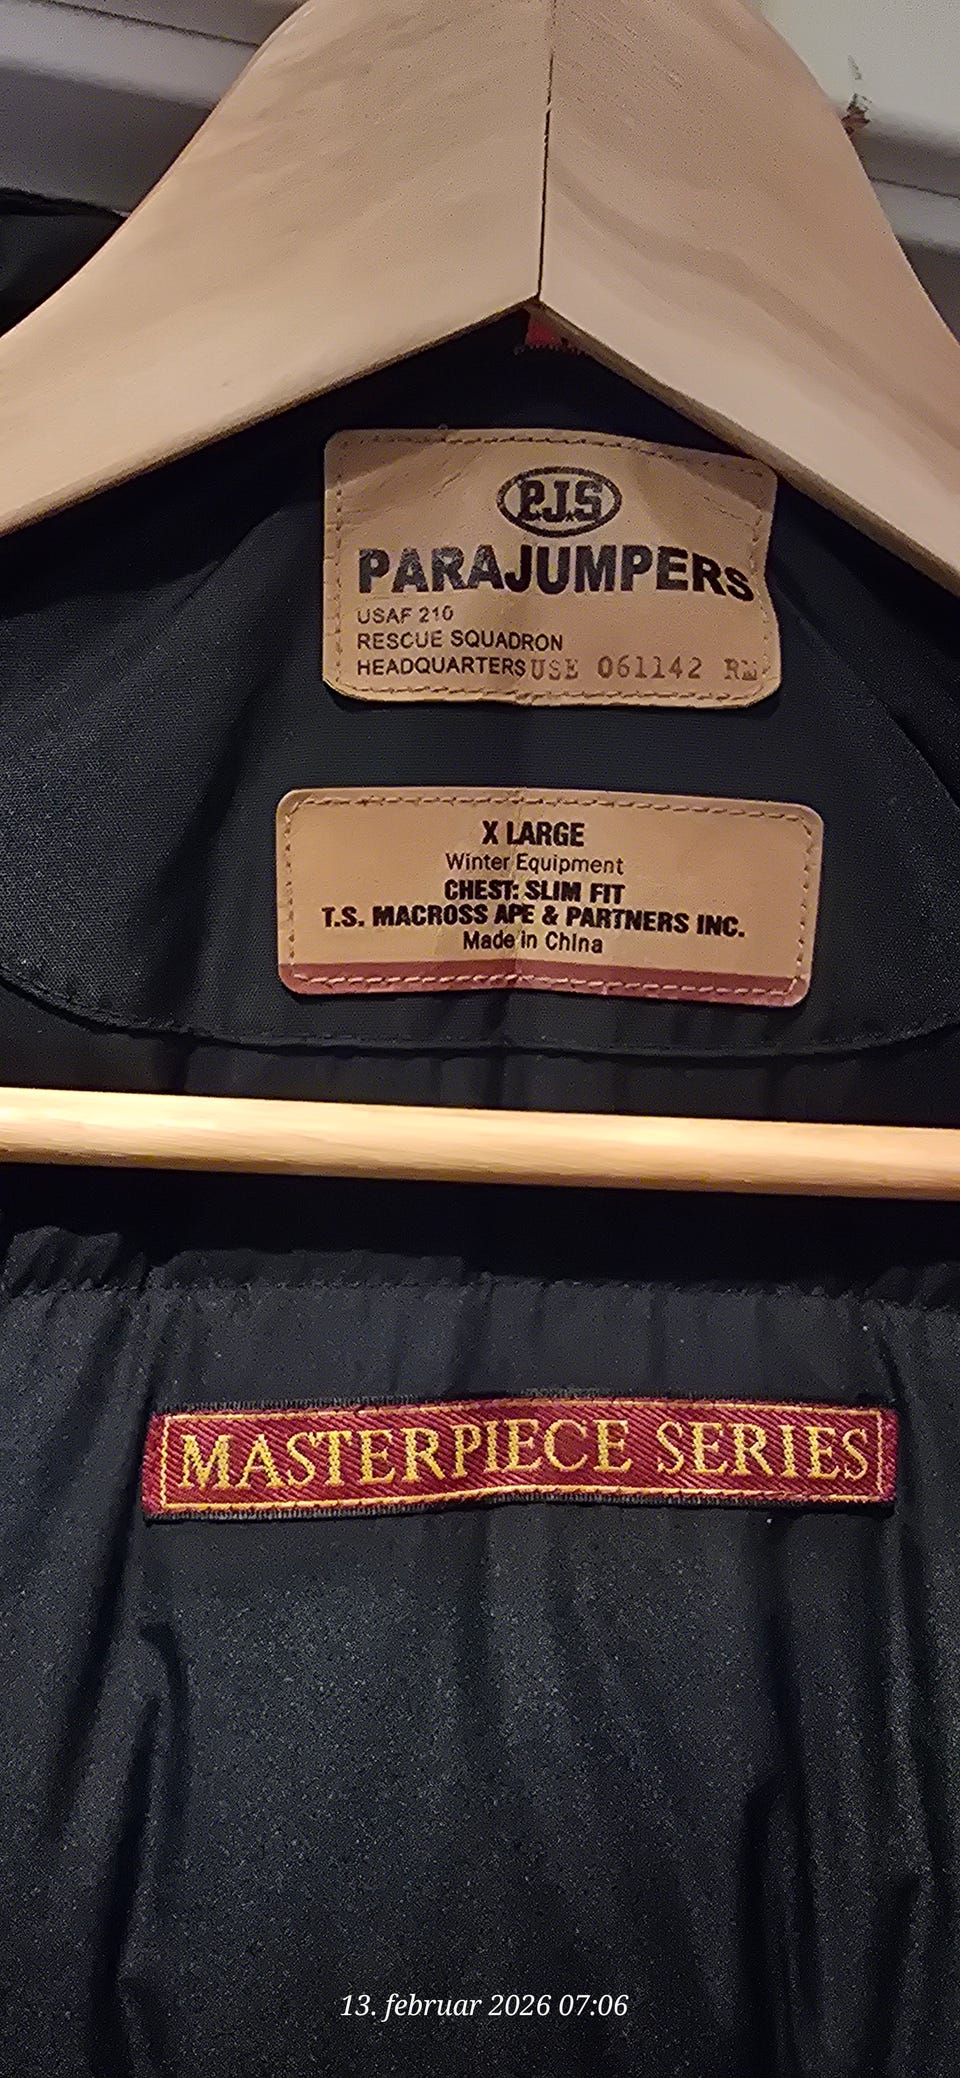 P.J.S
PARAJUMPERS
USAF 210
RESCUE SQUADRON
HEADQUARTERS USE 061142 RW
X LARGE
Winter Equipment
CHEST: SLIM FIT
T.S. MACROSS APE & PARTNERS INC.
Made in China
MASTERPIECE SERIES
13. februar 2026 07:06